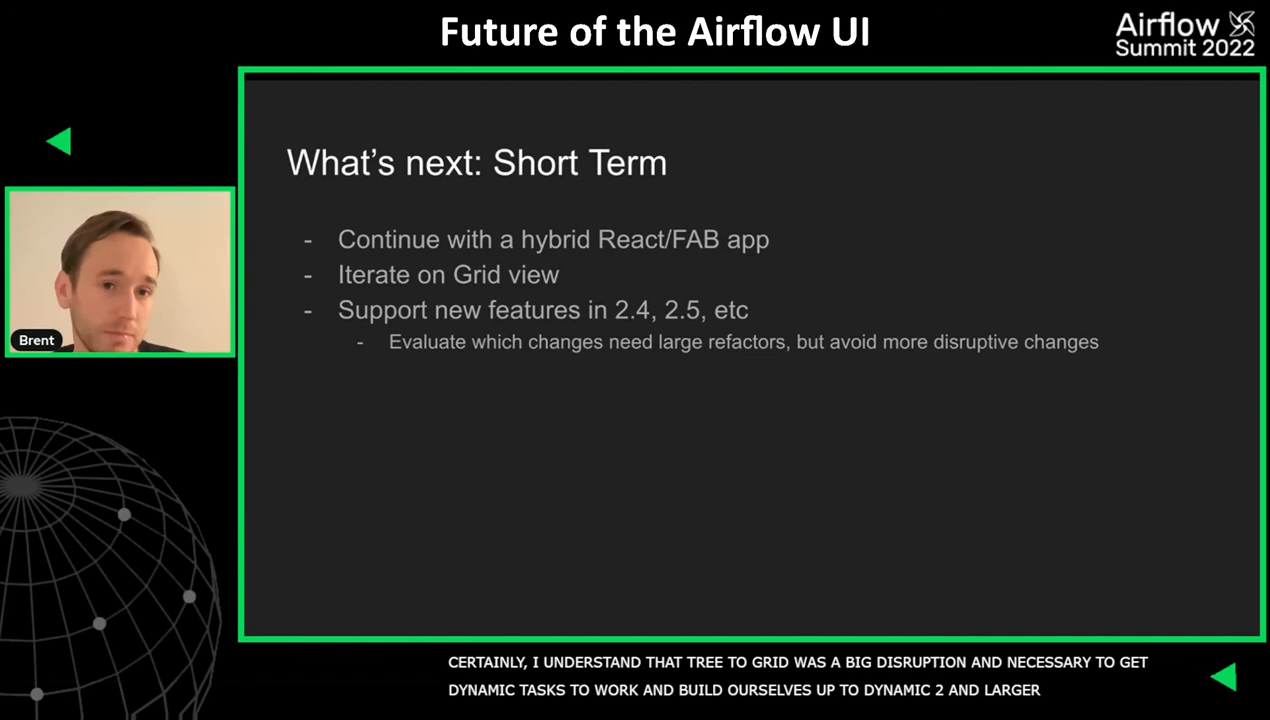 Future of the Airflow UI
Airflow
Summit 2022
What's next: Short Term
- Continue with a hybrid React/FAB app
- Iterate on Grid view
- Support new features in 2.4, 2.5, etc
- Evaluate which changes need large refactors, but avoid more disruptive changes
Brent
CERTAINLY, I UNDERSTAND THAT TREE TO GRID WAS A BIG DISRUPTION AND NECESSARY TO GET
DYNAMIC TASKS TO WORK AND BUILD OURSELVES UP TO DYNAMIC 2 AND LARGER